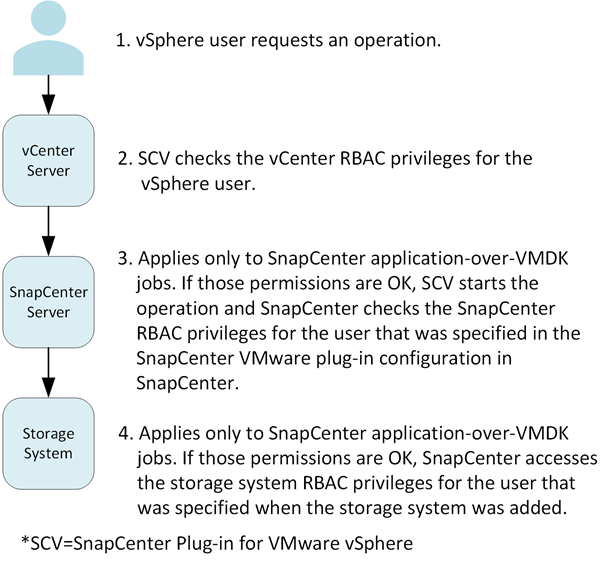 1. vSphere user requests an operation.
vCenter
Server
2. SCV checks the vCenter RBAC privileges for the
vSphere user.
SnapCenter
Server
3. Applies only to SnapCenter application-over-VMDK
jobs. If those permissions are OK, SCV starts the
operation and SnapCenter checks the SnapCenter
RBAC privileges for the user that was specified in the
SnapCenter VMware plug-in configuration in
SnapCenter.
Storage
System
4. Applies only to SnapCenter application-over-VMDK
jobs. If those permissions are OK, SnapCenter accesses
the storage system RBAC privileges for the user that
was specified when the storage system was added.
*SCV=SnapCenter Plug-in for VMware vSphere